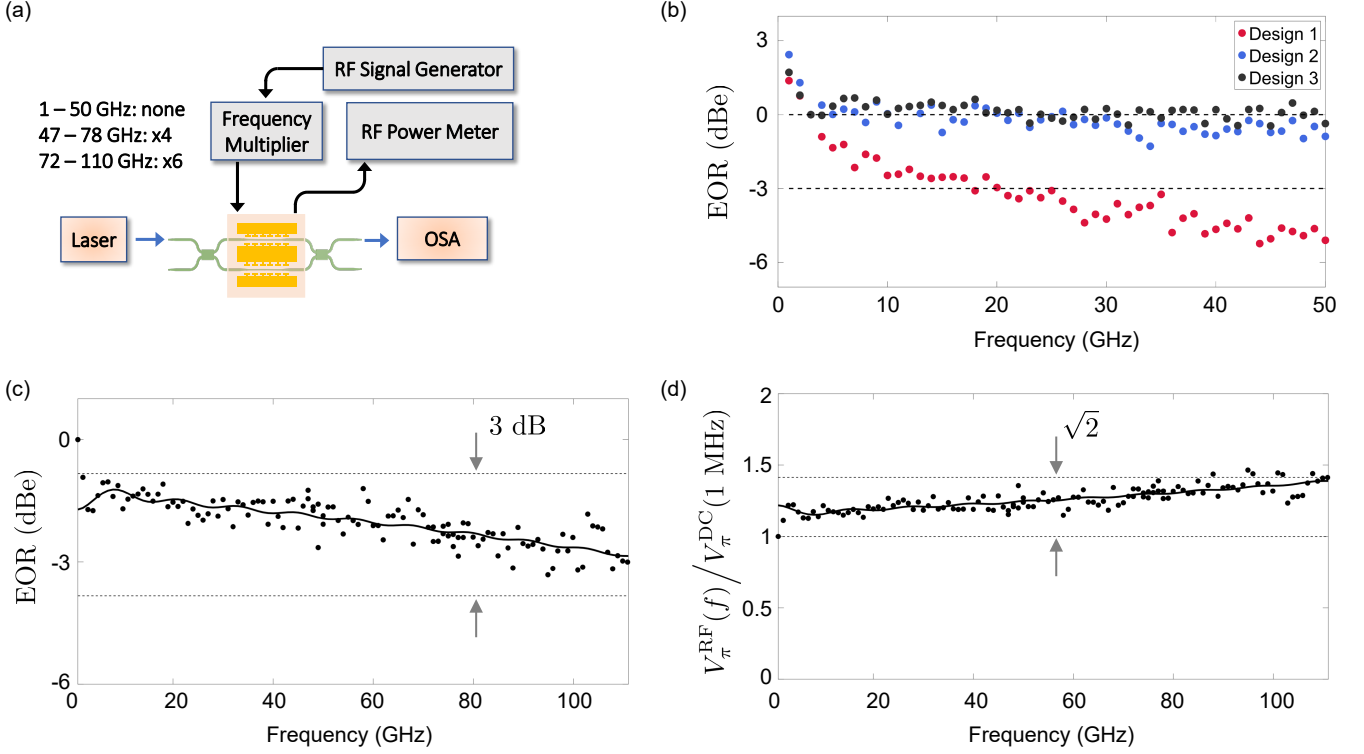 (a)
RF Signal Generator
1 – 50 GHz: none
47 – 78 GHz: x4
72 – 110 GHz: x6
Frequency
Multiplier
RF Power Meter
Laser
OSA
(b)
EOR (dBe)
3
0
-3
-6
Design 1
Design 2
Design 3
0
10
20
30
40
50
Frequency (GHz)
(c)
EOR (dBe)
0
-3
-6
3 dB
0
20
40
60
80
100
Frequency (GHz)
(d)
V_π^RF(f)/V_π^DC(1 MHz)
2
1.5
1
0.5
0
√2
0
20
40
60
80
100
Frequency (GHz)